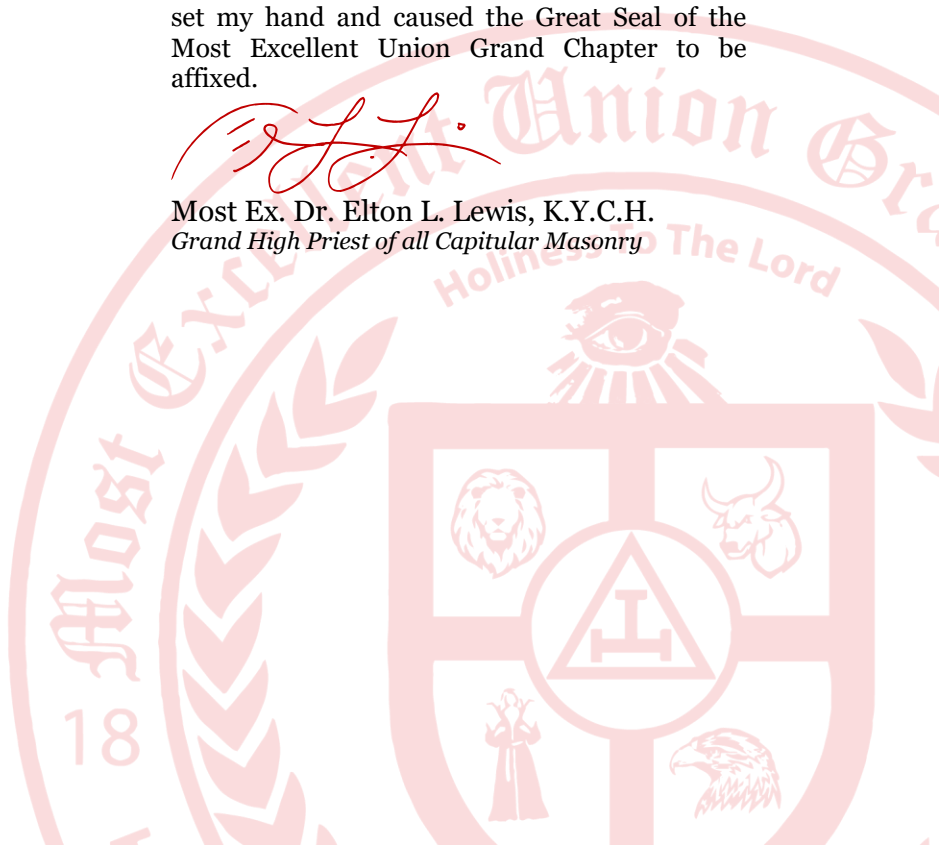 set my hand and caused the Great Seal of the
Most Excellent Union Grand Chapter to be
affixed.
Most Ex. Dr. Elton L. Lewis, K.Y.C.H.
Grand High Priest of all Capitular Masonry
Most Excellent Union Gra
Holiness To The Lord
18